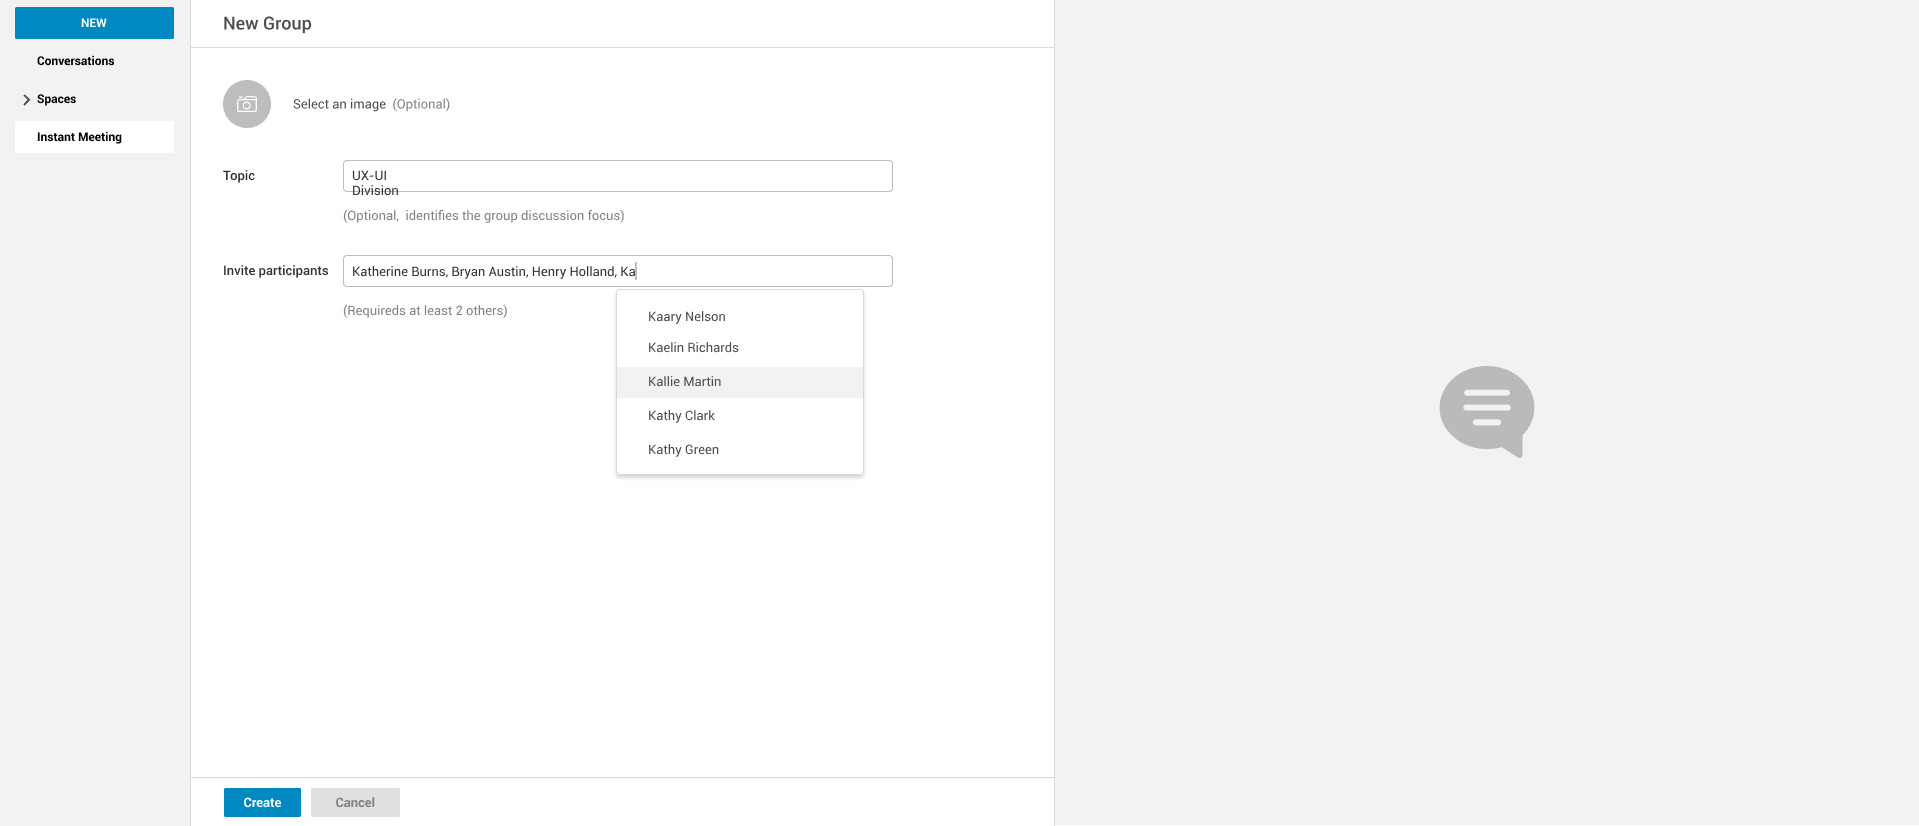 NEW
Conversations
Spaces
Instant Meeting
New Group
Select an image (Optional)
Topic
UX-UI
Division
(Optional, identifies the group discussion focus)
Invite participants
Katherine Burns, Bryan Austin, Henry Holland, Ka
(Requireds at least 2 others)
Kaary Nelson
Kaelin Richards
Kallie Martin
Kathy Clark
Kathy Green
Create
Cancel